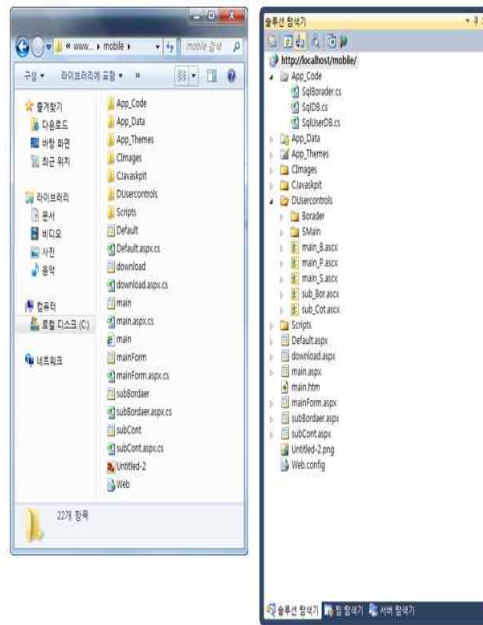 « www... ▸ mobile ▸
mobile 검색
구성 ▾ 라이브러리에 포함 ▾ »
즐겨찾기
다운로드
바탕 화면
최근 위치
라이브러리
문서
비디오
사진
음악
컴퓨터
로컬 디스크 (C:)
네트워크
App_Code
App_Data
App_Themes
CImages
CJavaskpit
DUsercontrols
Scripts
Default
Default.aspx.cs
download
download.aspx.cs
main
main.aspx.cs
main
mainForm
mainForm.aspx.cs
subBordaer
subBordaer.aspx.cs
subCont
subCont.aspx.cs
Untitled-2
Web
22개 항목
솔루션 탐색기
http://localhost/mobile/
App_Code
SqlBorader.cs
SqlDB.cs
SqlUserDB.cs
App_Data
App_Themes
CImages
CJavaskpit
DUsercontrols
Borader
SMain
main_B.ascx
main_P.ascx
main_S.ascx
sub_Bor.ascx
sub_Cot.ascx
Scripts
Default.aspx
download.aspx
main.aspx
main.htm
mainForm.aspx
subBordaer.aspx
subCont.aspx
Untitled-2.png
Web.config
솔루션 탐색기 팀 탐색기 서버 탐색기